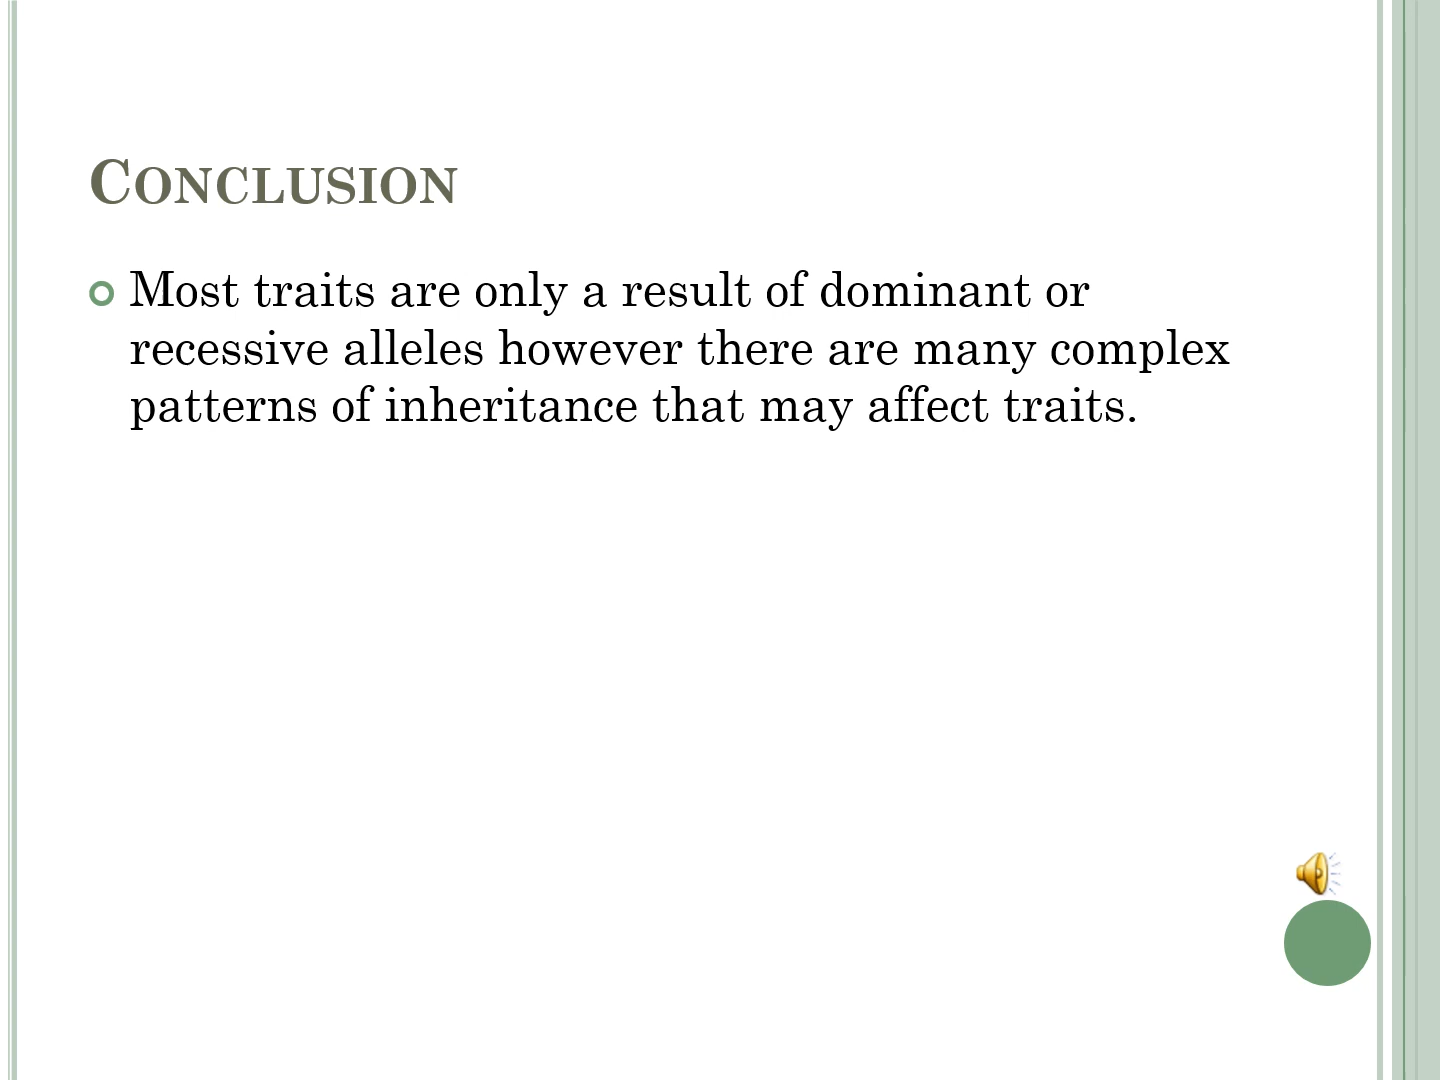 Conclusion
Most traits are only a result of dominant or
recessive alleles however there are many complex
patterns of inheritance that may affect traits.